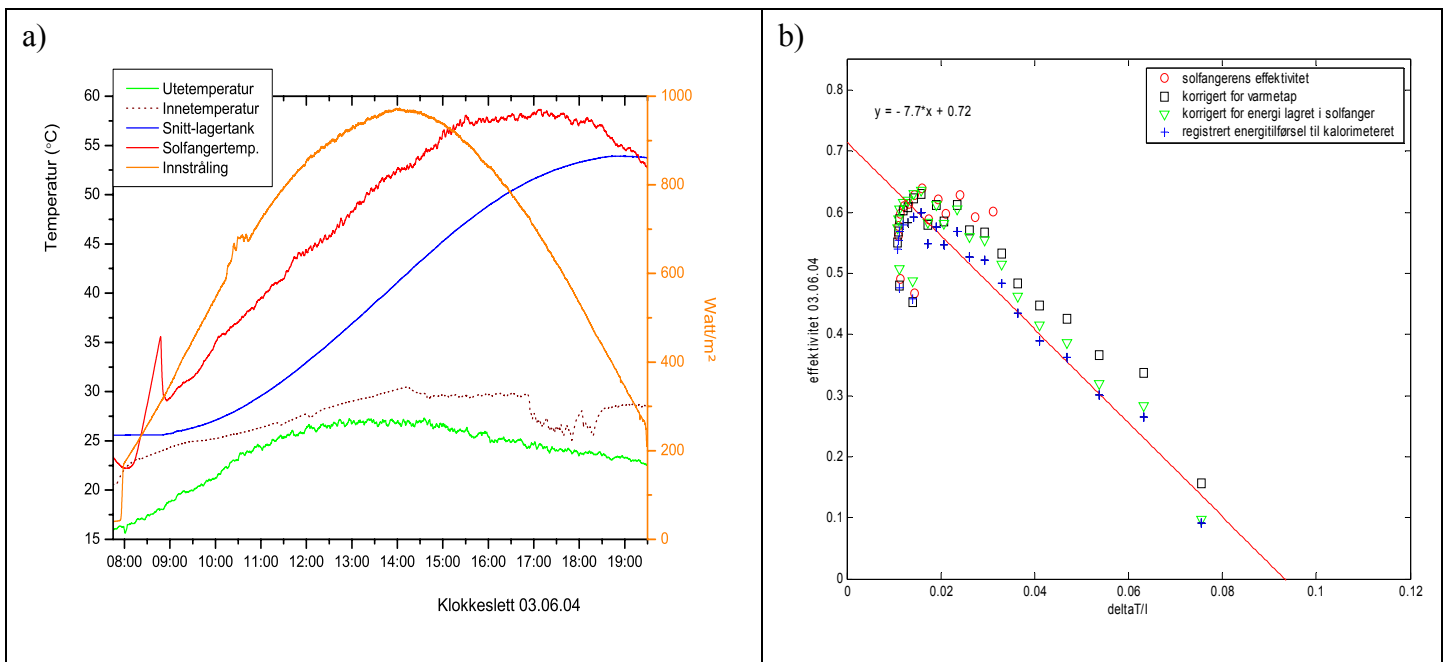 a)
Utetemperatur
Innetemperatur
Snitt-lagertank
Solfangertemp.
Innstråling
Temperatur (°C)
60
55
50
45
40
35
30
25
20
15
1000
800
600
400
200
0
Watt/m²
08:00 09:00 10:00 11:00 12:00 13:00 14:00 15:00 16:00 17:00 18:00 19:00
Klokkeslett 03.06.04
b)
solfangerens effektivitet
korrigert for varmetap
korrigert for energi lagret i solfanger
registrert energitilførsel til kalorimeteret
y = - 7.7*x + 0.72
effektivitet 03.06.04
0.8
0.7
0.6
0.5
0.4
0.3
0.2
0.1
0
0 0.02 0.04 0.06 0.08 0.1 0.12
deltaT/I